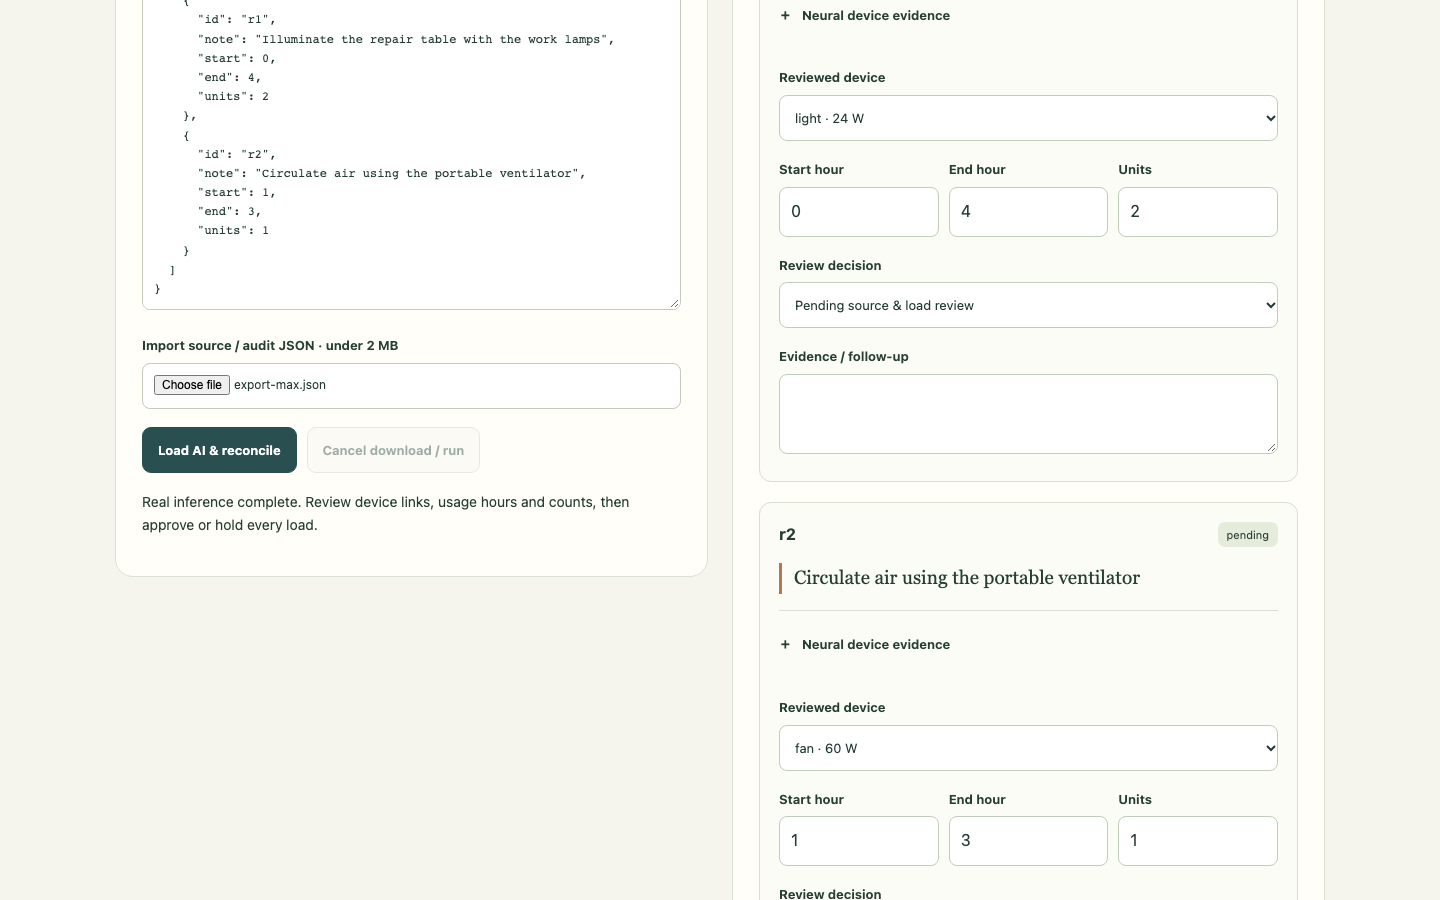 {
"id": "r1",
"note": "Illuminate the repair table with the work lamps",
"start": 0,
"end": 4,
"units": 2
},
{
"id": "r2",
"note": "Circulate air using the portable ventilator",
"start": 1,
"end": 3,
"units": 1
}
]
}
Import source / audit JSON · under 2 MB
Choose file export-max.json
Load AI & reconcile
Cancel download / run
Real inference complete. Review device links, usage hours and counts, then
approve or hold every load.
+ Neural device evidence
Reviewed device
light · 24 W
Start hour End hour Units
0 4 2
Review decision
Pending source & load review
Evidence / follow-up
r2
pending
Circulate air using the portable ventilator
+ Neural device evidence
Reviewed device
fan · 60 W
Start hour End hour Units
1 3 1
Review decision